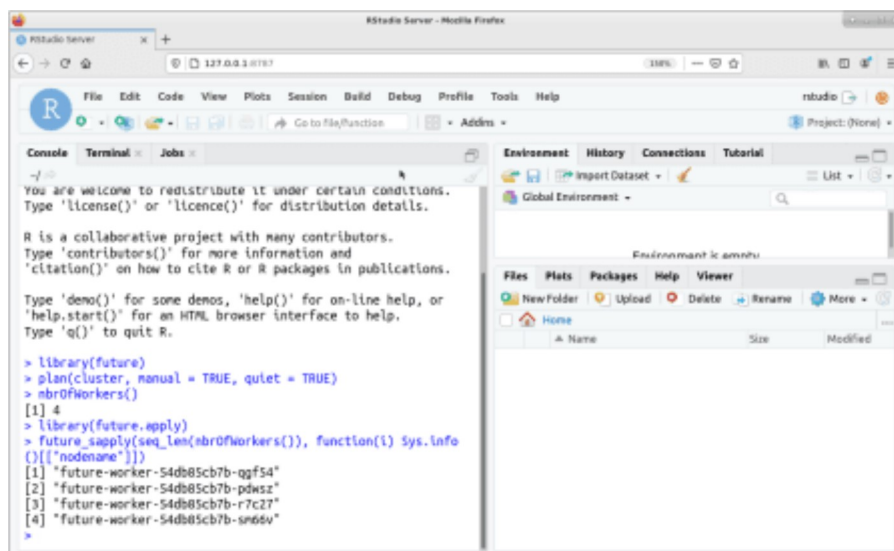 RStudio Server - Mozilla Firefox
RStudio Server × +
127.0.0.1:8787 150%
File Edit Code View Plots Session Build Debug Profile Tools Help
rstudio
Go to file/function Addins
Project: (None)
Console Terminal × Jobs ×
~/
You are welcome to redistribute it under certain conditions.
Type 'license()' or 'licence()' for distribution details.
R is a collaborative project with many contributors.
Type 'contributors()' for more information and
'citation()' on how to cite R or R packages in publications.
Type 'demo()' for some demos, 'help()' for on-line help, or
'help.start()' for an HTML browser interface to help.
Type 'q()' to quit R.
> library(future)
> plan(cluster, manual = TRUE, quiet = TRUE)
> nbrOfWorkers()
[1] 4
> library(future.apply)
> future_sapply(seq_len(nbrOfWorkers()), function(i) Sys.info
()[["nodename"]])
[1] "future-worker-54db85cb7b-qgf54"
[2] "future-worker-54db85cb7b-pdwsz"
[3] "future-worker-54db85cb7b-r7c27"
[4] "future-worker-54db85cb7b-sm66v"
>
Environment History Connections Tutorial
Import Dataset List
Global Environment
Environment is empty
Files Plots Packages Help Viewer
New Folder Upload Delete Rename More
Home
Name Size Modified